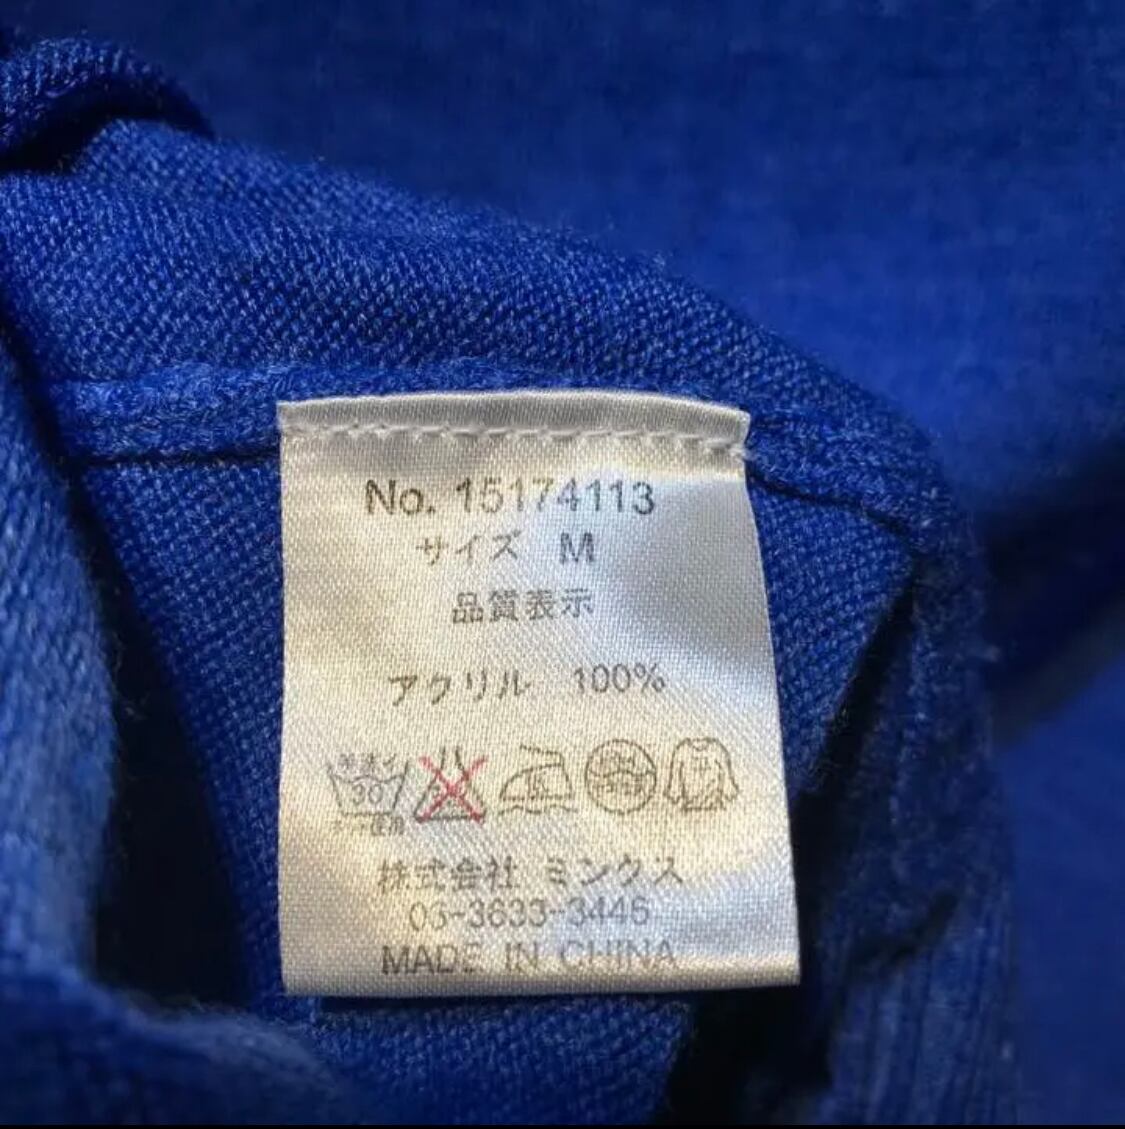 No. 15174113
サイズ M
品質表示
アクリル 100%
30
株式会社 ミンクス
03-3633-3446
MADE IN CHINA